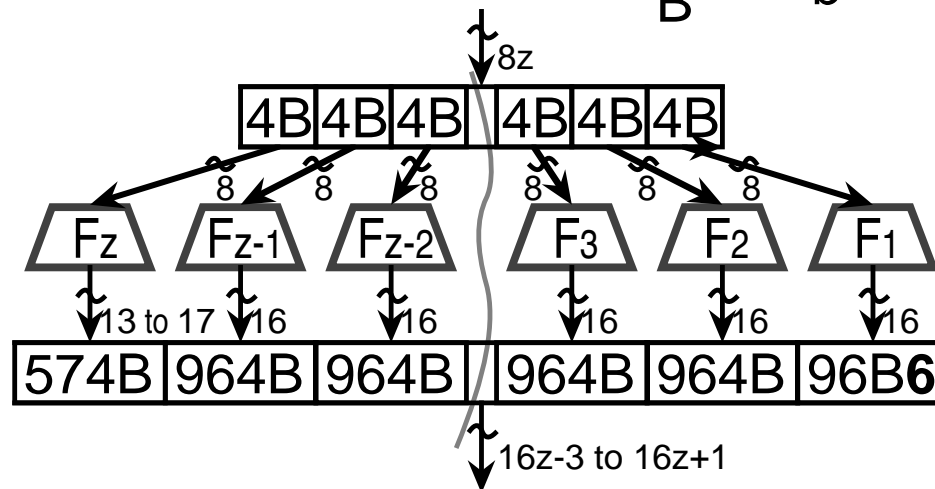 B b
8z
4B 4B 4B 4B 4B 4B
8 8 8 8 8 8
Fz Fz-1 Fz-2 F3 F2 F1
13 to 17 16 16 16 16 16
574B 964B 964B 964B 964B 96B6
16z-3 to 16z+1